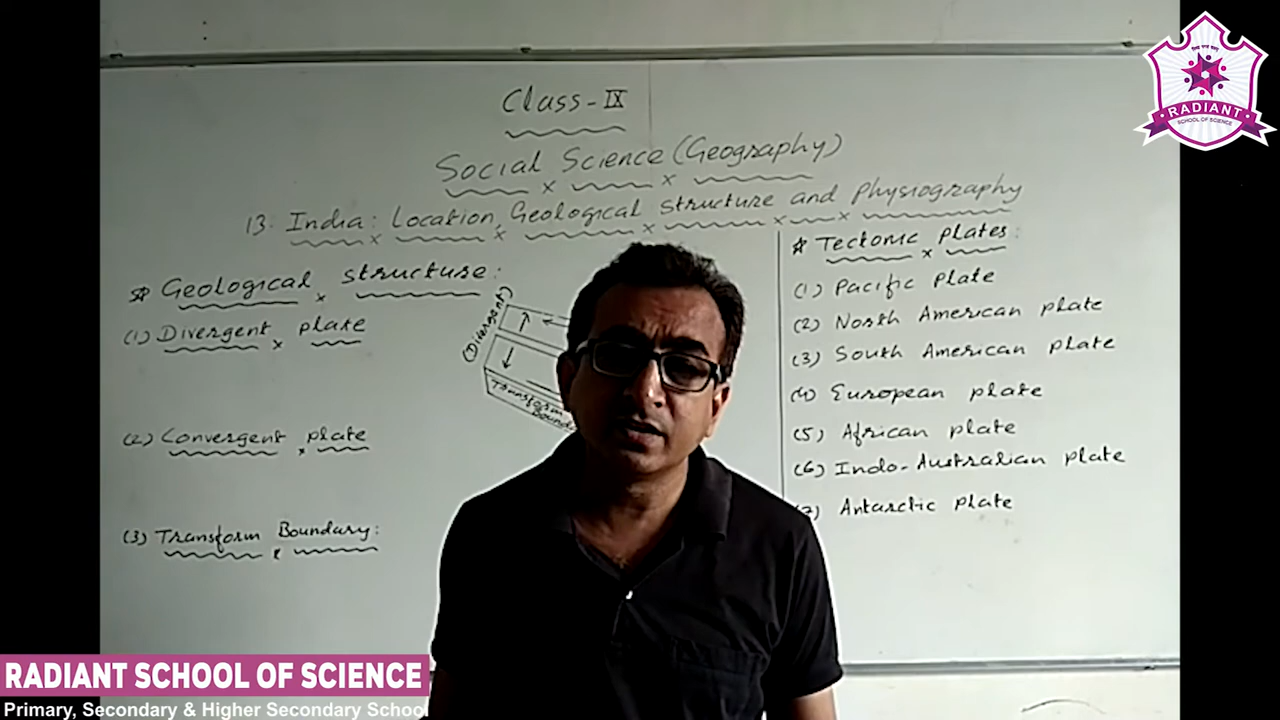 Class-IX
Social Science (Geography)
13. India: Location, Geological structure and Physiography
Geological structure:
(1) Divergent plate
(2) Convergent plate
(3) Transform Boundary:
(Divergent)
Transform
bound
Tectonic plates:
(1) Pacific Plate
(2) North American plate
(3) South American plate
(4) European plate
(5) African plate
(6) Indo-Australian plate
7) Antarctic plate
RADIANT
SCHOOL OF SCIENCE
RADIANT SCHOOL OF SCIENCE
Primary, Secondary & Higher Secondary School